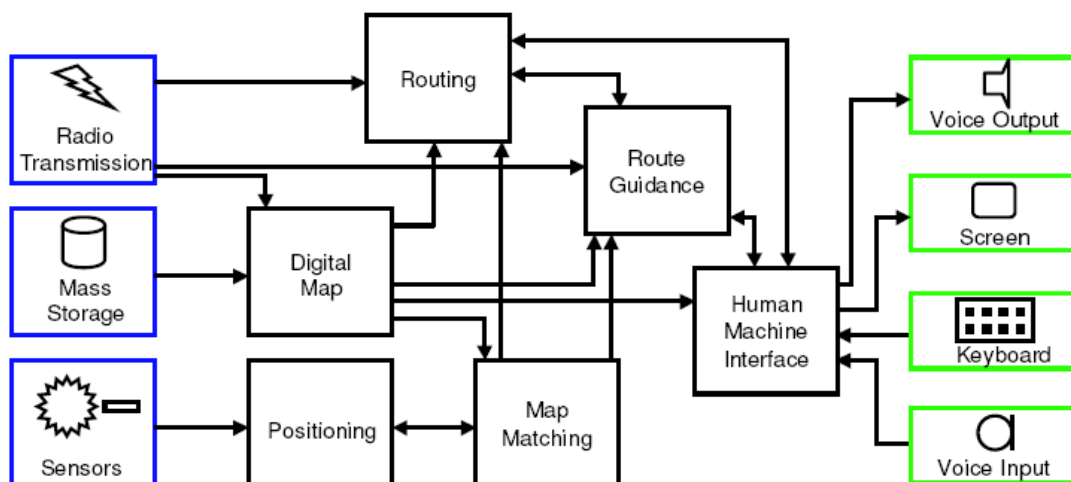 Routing
Radio
Transmission
Route
Guidance
Voice Output
Screen
Mass
Storage
Digital
Map
Human
Machine
Interface
Keyboard
Sensors
Positioning
Map
Matching
Voice Input